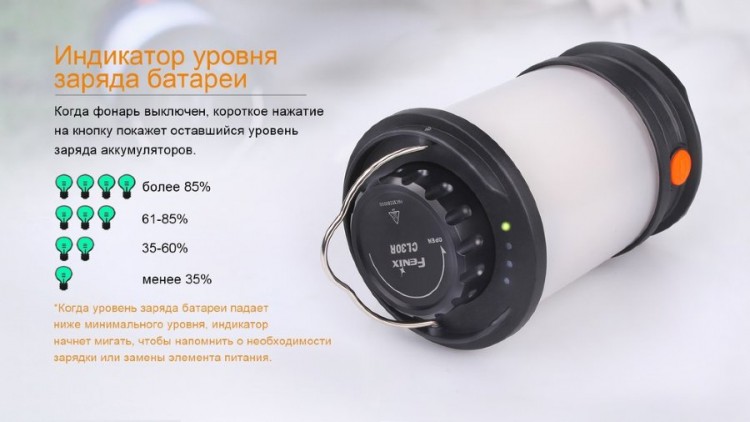 Индикатор уровня
заряда батареи
Когда фонарь выключен, короткое нажатие
на кнопку покажет оставшийся уровень
заряда аккумуляторов.
более 85%
61-85%
35-60%
менее 35%
*Когда уровень заряда батареи падает
ниже минимального уровня, индикатор
начнет мигать, чтобы напомнить о необходимости
зарядки или замены элемента питания.
FENIX
CL30R
OPEN